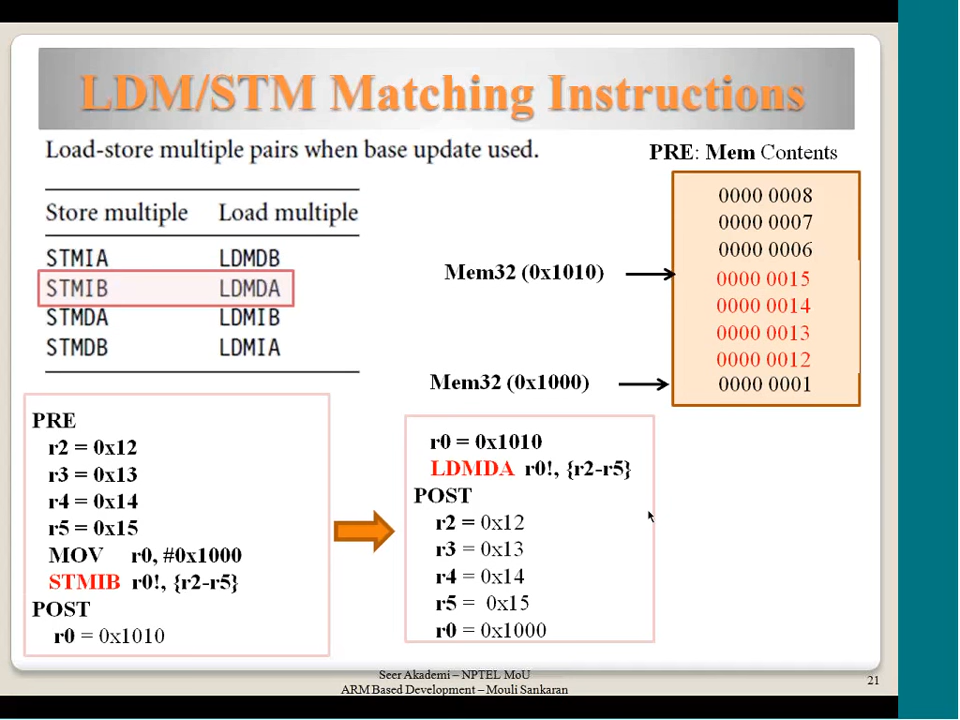 LDM/STM Matching Instructions
Load-store multiple pairs when base update used.
Store multiple Load multiple
STMIA LDMDB
STMIB LDMDA
STMDA LDMIB
STMDB LDMIA
PRE: Mem Contents
0000 0008
0000 0007
0000 0006
Mem32 (0x1010)
0000 0015
0000 0014
0000 0013
0000 0012
Mem32 (0x1000)
0000 0001
PRE
r2 = 0x12
r3 = 0x13
r4 = 0x14
r5 = 0x15
MOV r0, #0x1000
STMIB r0!, {r2-r5}
POST
r0 = 0x1010
r0 = 0x1010
LDMDA r0!, {r2-r5}
POST
r2 = 0x12
r3 = 0x13
r4 = 0x14
r5 = 0x15
r0 = 0x1000
Seer Akademi – NPTEL MoU
ARM Based Development – Mouli Sankaran
21